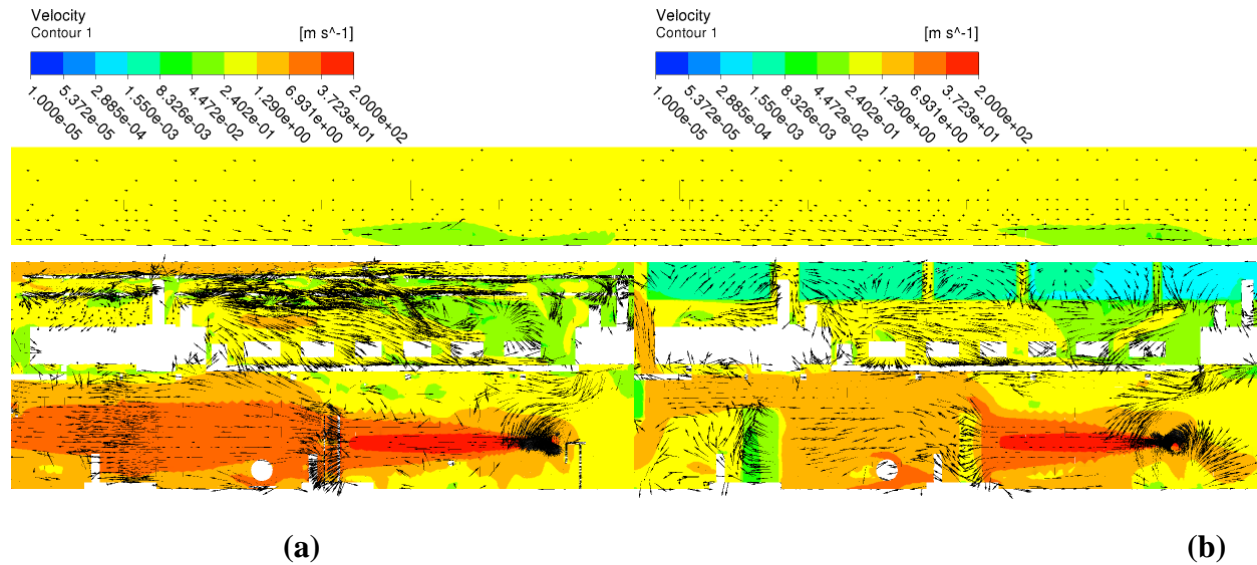 Velocity
Contour 1 [m s^-1]
1.000e-05
5.372e-05
2.885e-04
1.550e-03
8.326e-03
4.472e-02
2.402e-01
1.290e+00
6.931e+00
3.723e+01
2.000e+02
Velocity
Contour 1 [m s^-1]
1.000e-05
5.372e-05
2.885e-04
1.550e-03
8.326e-03
4.472e-02
2.402e-01
1.290e+00
6.931e+00
3.723e+01
2.000e+02
(a) (b)